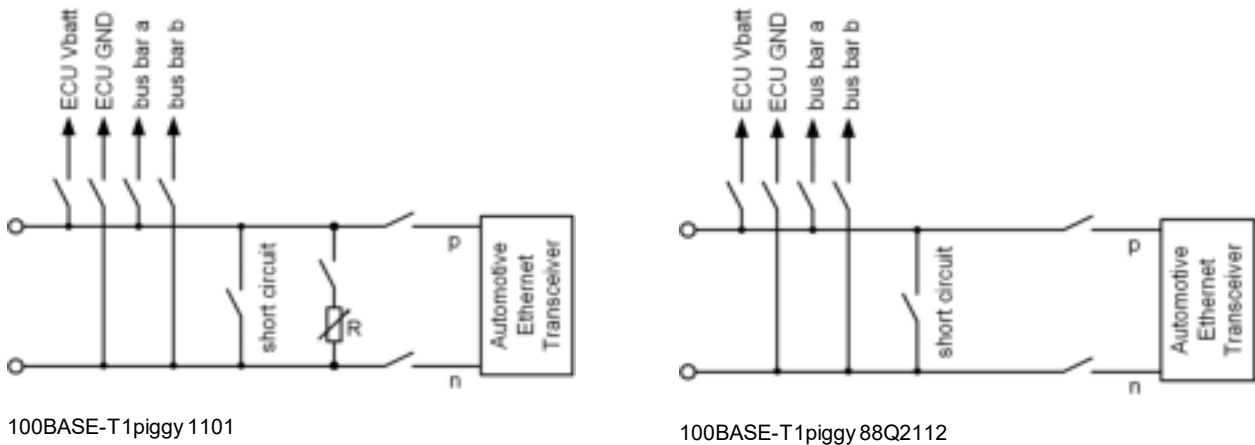 ECU Vbatt
ECU GND
bus bar a
bus bar b
short circuit
R
p
n
Automotive
Ethernet
Transceiver
100BASE-T1piggy 1101
ECU Vbatt
ECU GND
bus bar a
bus bar b
short circuit
p
n
Automotive
Ethernet
Transceiver
100BASE-T1piggy 88Q2112